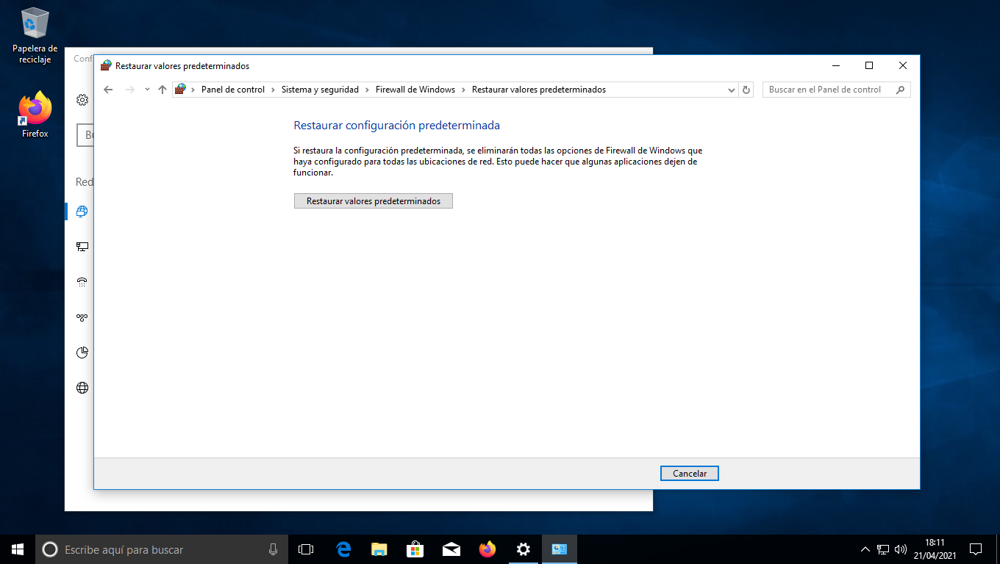 Papelera de
reciclaje
Firefox
Conf
Bu
Red
Restaurar valores predeterminados
Panel de control
Sistema y seguridad
Firewall de Windows
Restaurar valores predeterminados
Buscar en el Panel de control
Restaurar configuración predeterminada
Si restaura la configuración predeterminada, se eliminarán todas las opciones de Firewall de Windows que
haya configurado para todas las ubicaciones de red. Esto puede hacer que algunas aplicaciones dejen de
funcionar.
Restaurar valores predeterminados
Cancelar
Escribe aquí para buscar
18:11
21/04/2021